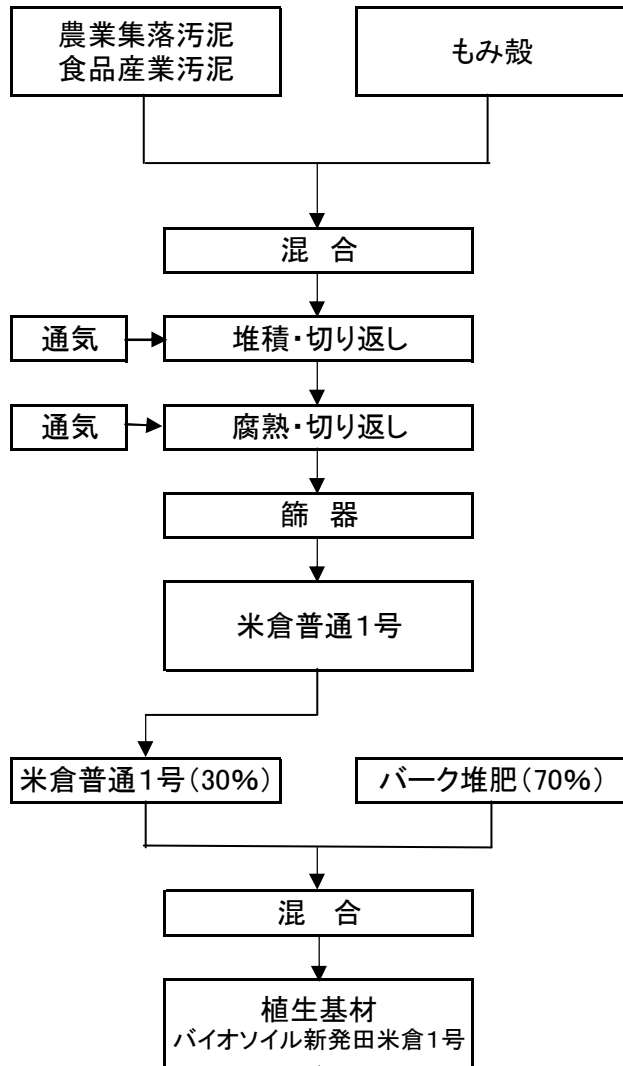 農業集落汚泥
食品産業汚泥
もみ殻
混　合
通気
堆積・切り返し
通気
腐熟・切り返し
篩　器
米倉普通１号
米倉普通１号（30%）
バーク堆肥（70%）
混　合
植生基材
バイオソイル新発田米倉１号